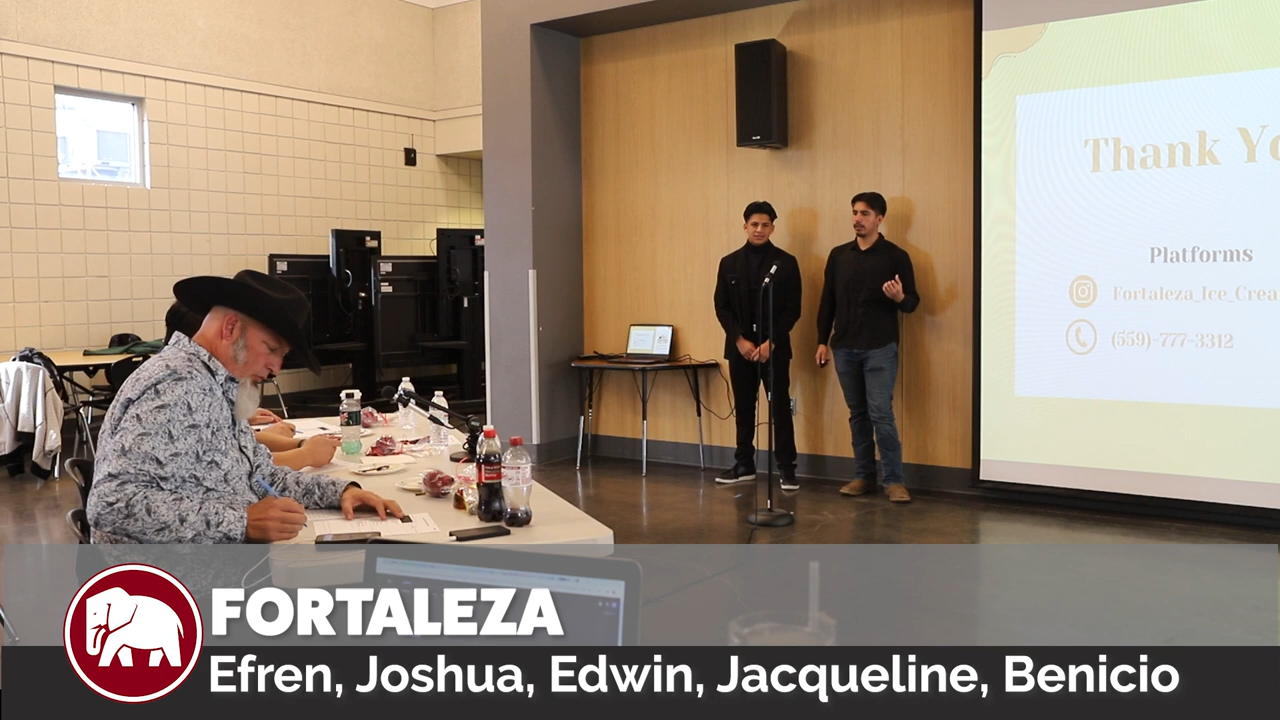 Thank Yo
Platforms
Fortaleza_Ice_Crea
(559)-777-3312
FORTALEZA
Efren, Joshua, Edwin, Jacqueline, Benicio